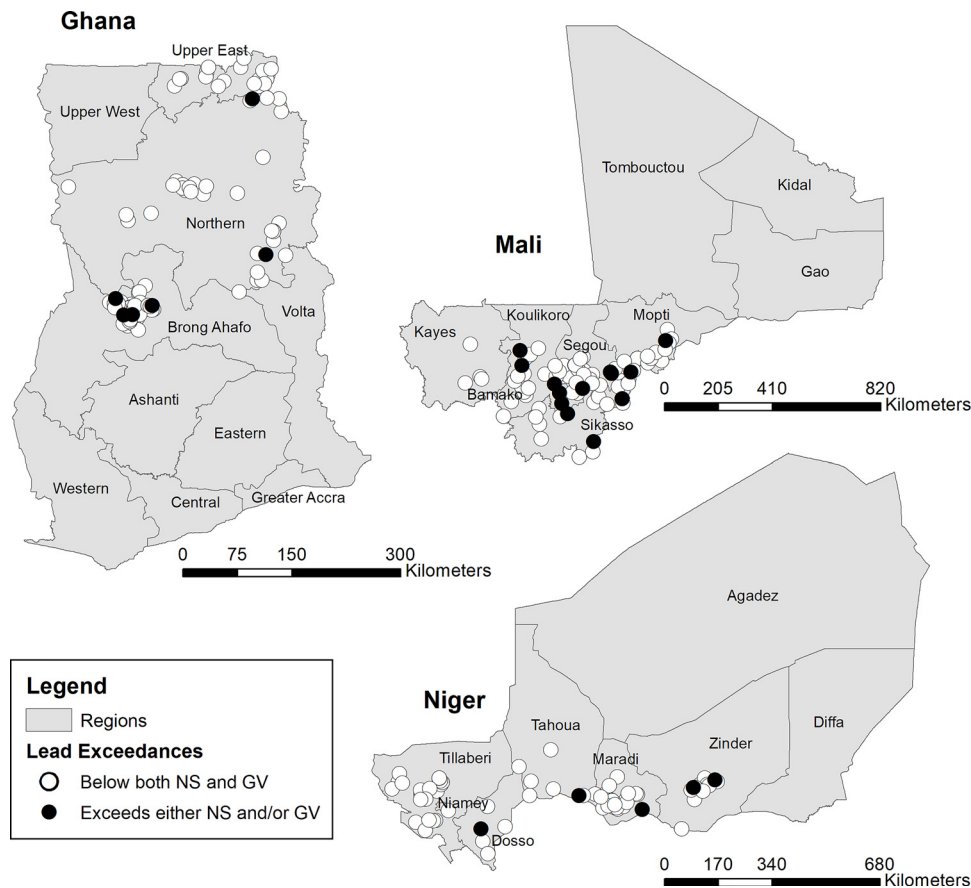 Ghana
Upper East
Upper West
Northern
Brong Ahafo
Volta
Ashanti
Eastern
Western
Central
Greater Accra
0 75 150 300
Kilometers
Mali
Tombouctou
Kidal
Gao
Mopti
Koulikoro
Kayes
Segou
Bamako
Sikasso
0 205 410 820
Kilometers
Niger
Agadez
Diffa
Zinder
Tahoua
Maradi
Tillaberi
Niamey
Dosso
0 170 340 680
Kilometers
Legend
Regions
Lead Exceedances
Below both NS and GV
Exceeds either NS and/or GV